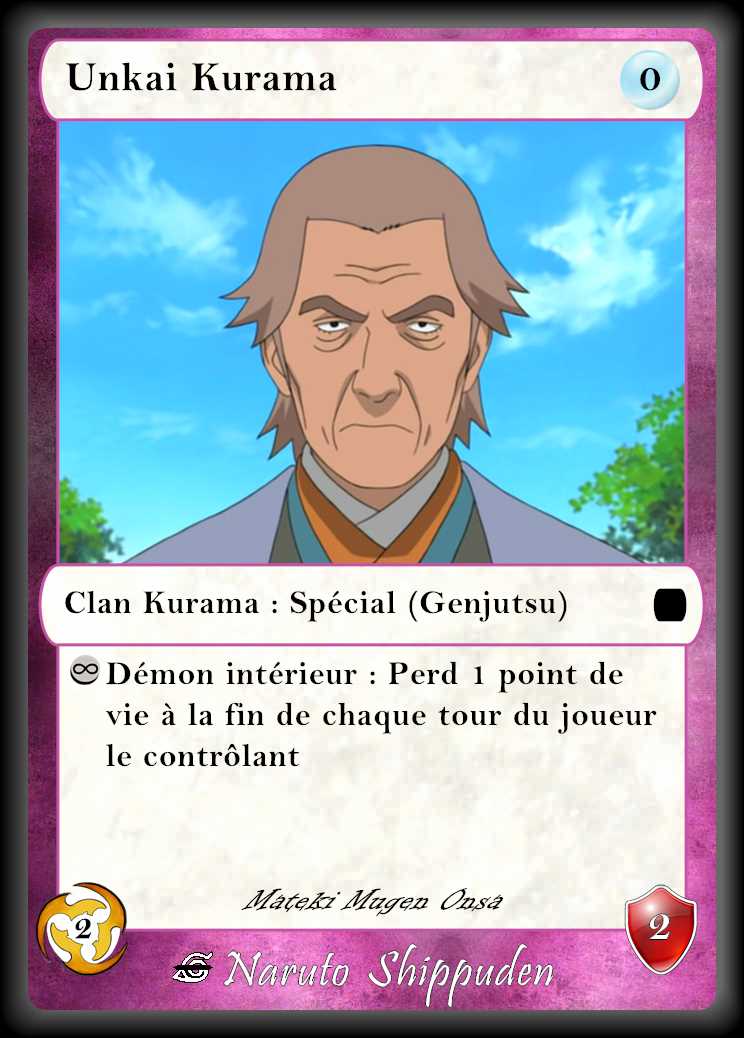 Unkai Kurama
0
Clan Kurama : Spécial (Genjutsu)
∞ Démon intérieur : Perd 1 point de
vie à la fin de chaque tour du joueur
le contrôlant
Mateki Mugen Onsa
2
2
Naruto Shippuden